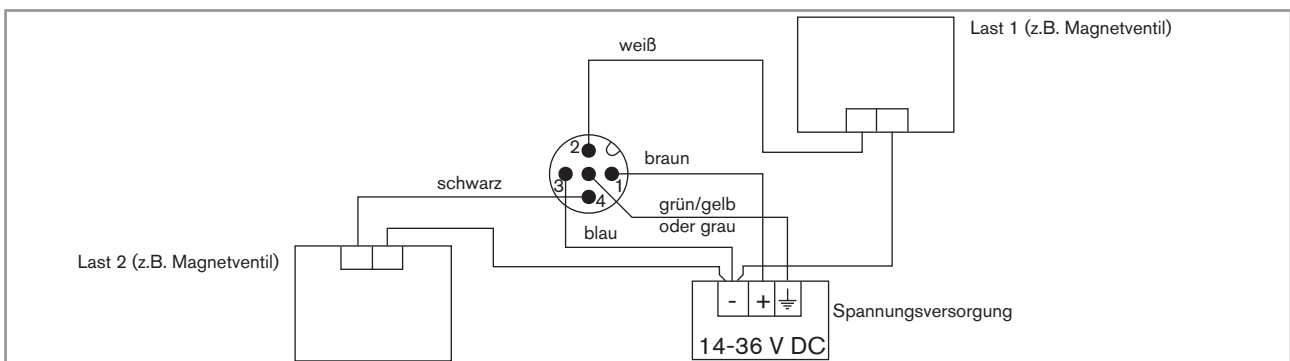 Last 1 (z.B. Magnetventil)
weiß
2
braun
3
1
schwarz
4
grün/gelb
oder grau
blau
Last 2 (z.B. Magnetventil)
- +
Spannungsversorgung
14-36 V DC